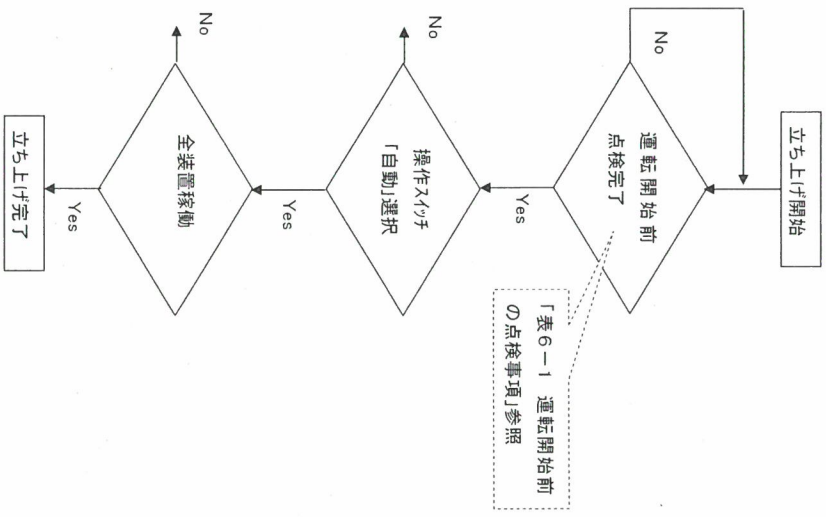 立ち上げ開始
No
運転開始前
点検完了
「表6-1 運転開始前
の点検事項」参照
Yes
No
操作スイッチ
「自動」選択
Yes
No
全装置稼働
Yes
立ち上げ完了